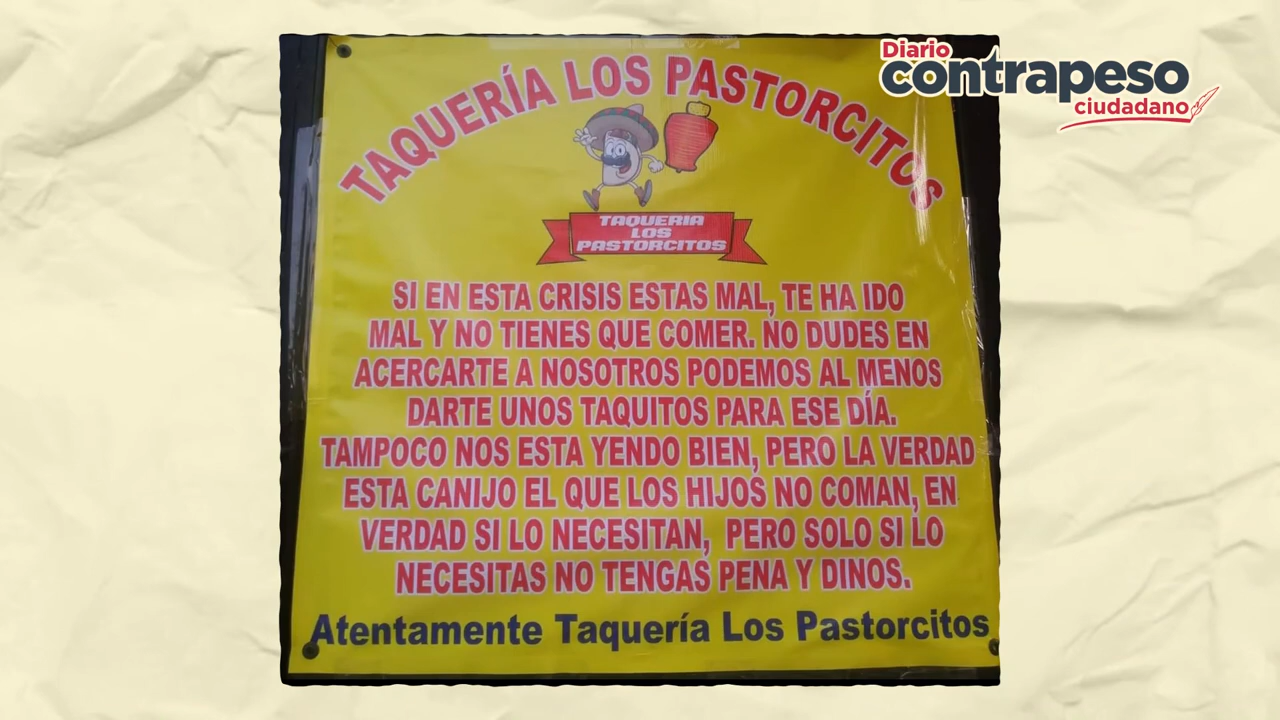 Diario
contrapeso
ciudadano
TAQUERÍA LOS PASTORCITOS
TAQUERIA
LOS
PASTORCITOS
SI EN ESTA CRISIS ESTAS MAL, TE HA IDO
MAL Y NO TIENES QUE COMER. NO DUDES EN
ACERCARTE A NOSOTROS PODEMOS AL MENOS
DARTE UNOS TAQUITOS PARA ESE DÍA.
TAMPOCO NOS ESTA YENDO BIEN, PERO LA VERDAD
ESTA CANIJO EL QUE LOS HIJOS NO COMAN, EN
VERDAD SI LO NECESITAN, PERO SOLO SI LO
NECESITAS NO TENGAS PENA Y DINOS.
Atentamente Taquería Los Pastorcitos